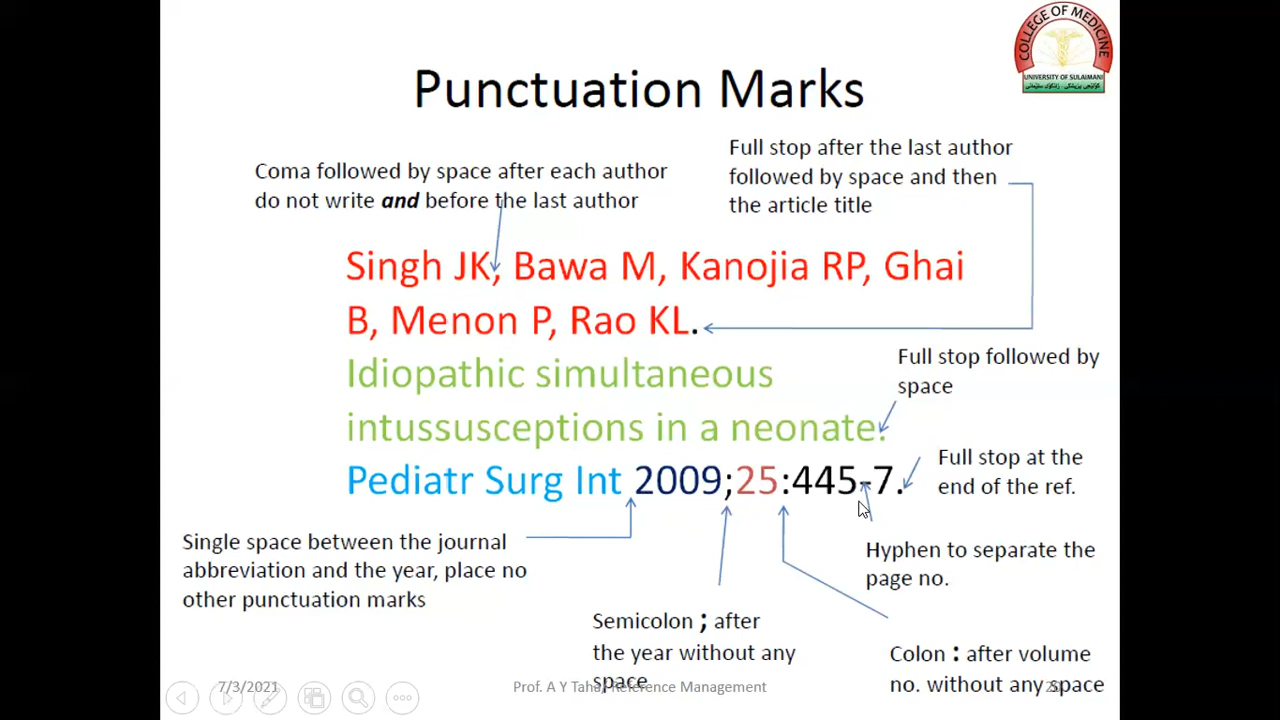 COLLEGE OF MEDICINE
UNIVERSITY OF SULAIMANI
Punctuation Marks
Coma followed by space after each author
do not write and before the last author
Full stop after the last author
followed by space and then
the article title
Singh JK, Bawa M, Kanojia RP, Ghai
B, Menon P, Rao KL.
Idiopathic simultaneous
intussusceptions in a neonate.
Pediatr Surg Int 2009;25:445-7.
Full stop followed by
space
Full stop at the
end of the ref.
Single space between the journal
abbreviation and the year, place no
other punctuation marks
Hyphen to separate the
page no.
Semicolon ; after
the year without any
space
Colon : after volume
no. without any space
7/3/2021
Prof. A Y Taha/ Reference Management